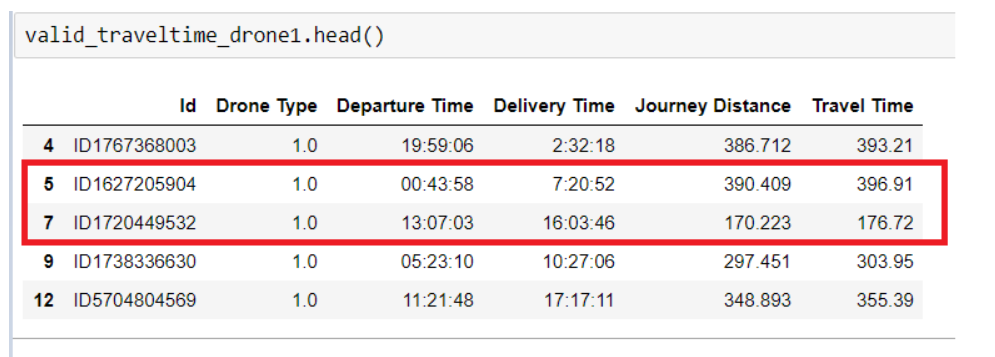 valid_traveltime_drone1.head()
Id Drone Type Departure Time Delivery Time Journey Distance Travel Time
4 ID1767368003 1.0 19:59:06 2:32:18 386.712 393.21
5 ID1627205904 1.0 00:43:58 7:20:52 390.409 396.91
7 ID1720449532 1.0 13:07:03 16:03:46 170.223 176.72
9 ID1738336630 1.0 05:23:10 10:27:06 297.451 303.95
12 ID5704804569 1.0 11:21:48 17:17:11 348.893 355.39